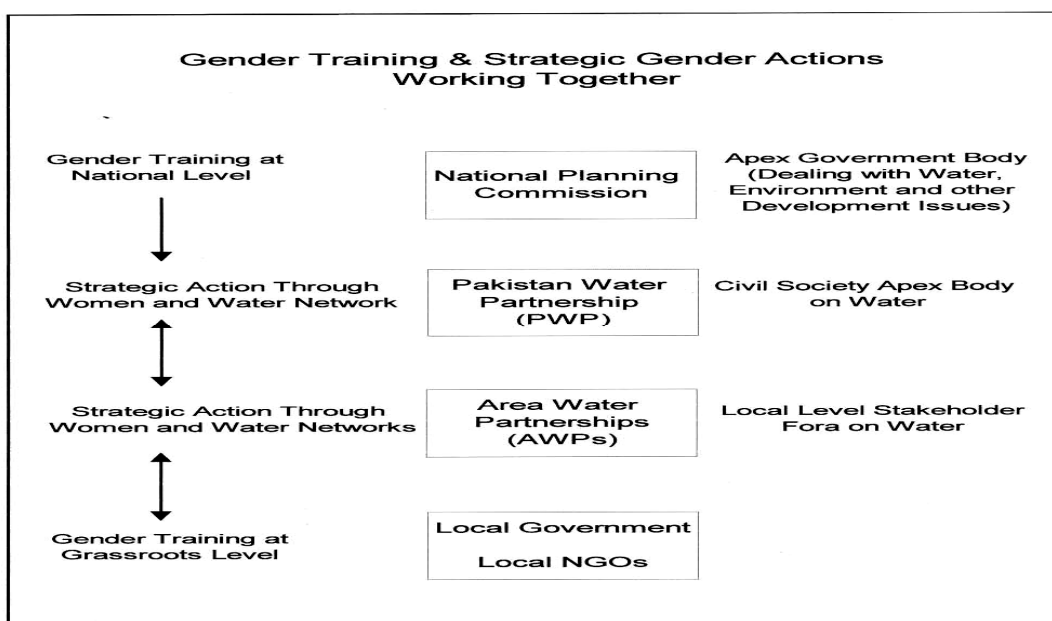 Gender Training & Strategic Gender Actions
Working Together
Gender Training at
National Level
National Planning
Commission
Apex Government Body
(Dealing with Water,
Environment and other
Development Issues)
Strategic Action Through
Women and Water Network
Pakistan Water
Partnership
(PWP)
Civil Society Apex Body
on Water
Strategic Action Through
Women and Water Networks
Area Water
Partnerships
(AWPs)
Local Level Stakeholder
Fora on Water
Gender Training at
Grassroots Level
Local Government
Local NGOs